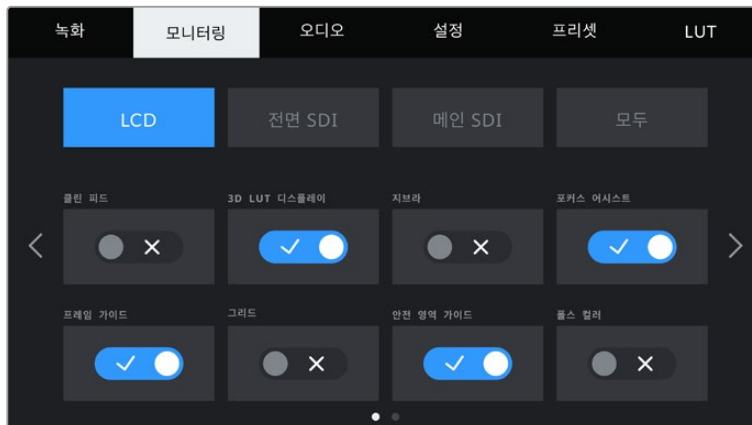 녹화 모니터링 오디오 설정 프리셋 LUT
LCD 전면 SDI 메인 SDI 모두
클린 피드 3D LUT 디스플레이 지브라 포커스 어시스트
프레임 가이드 그리드 안전 영역 가이드 폴스 컬러